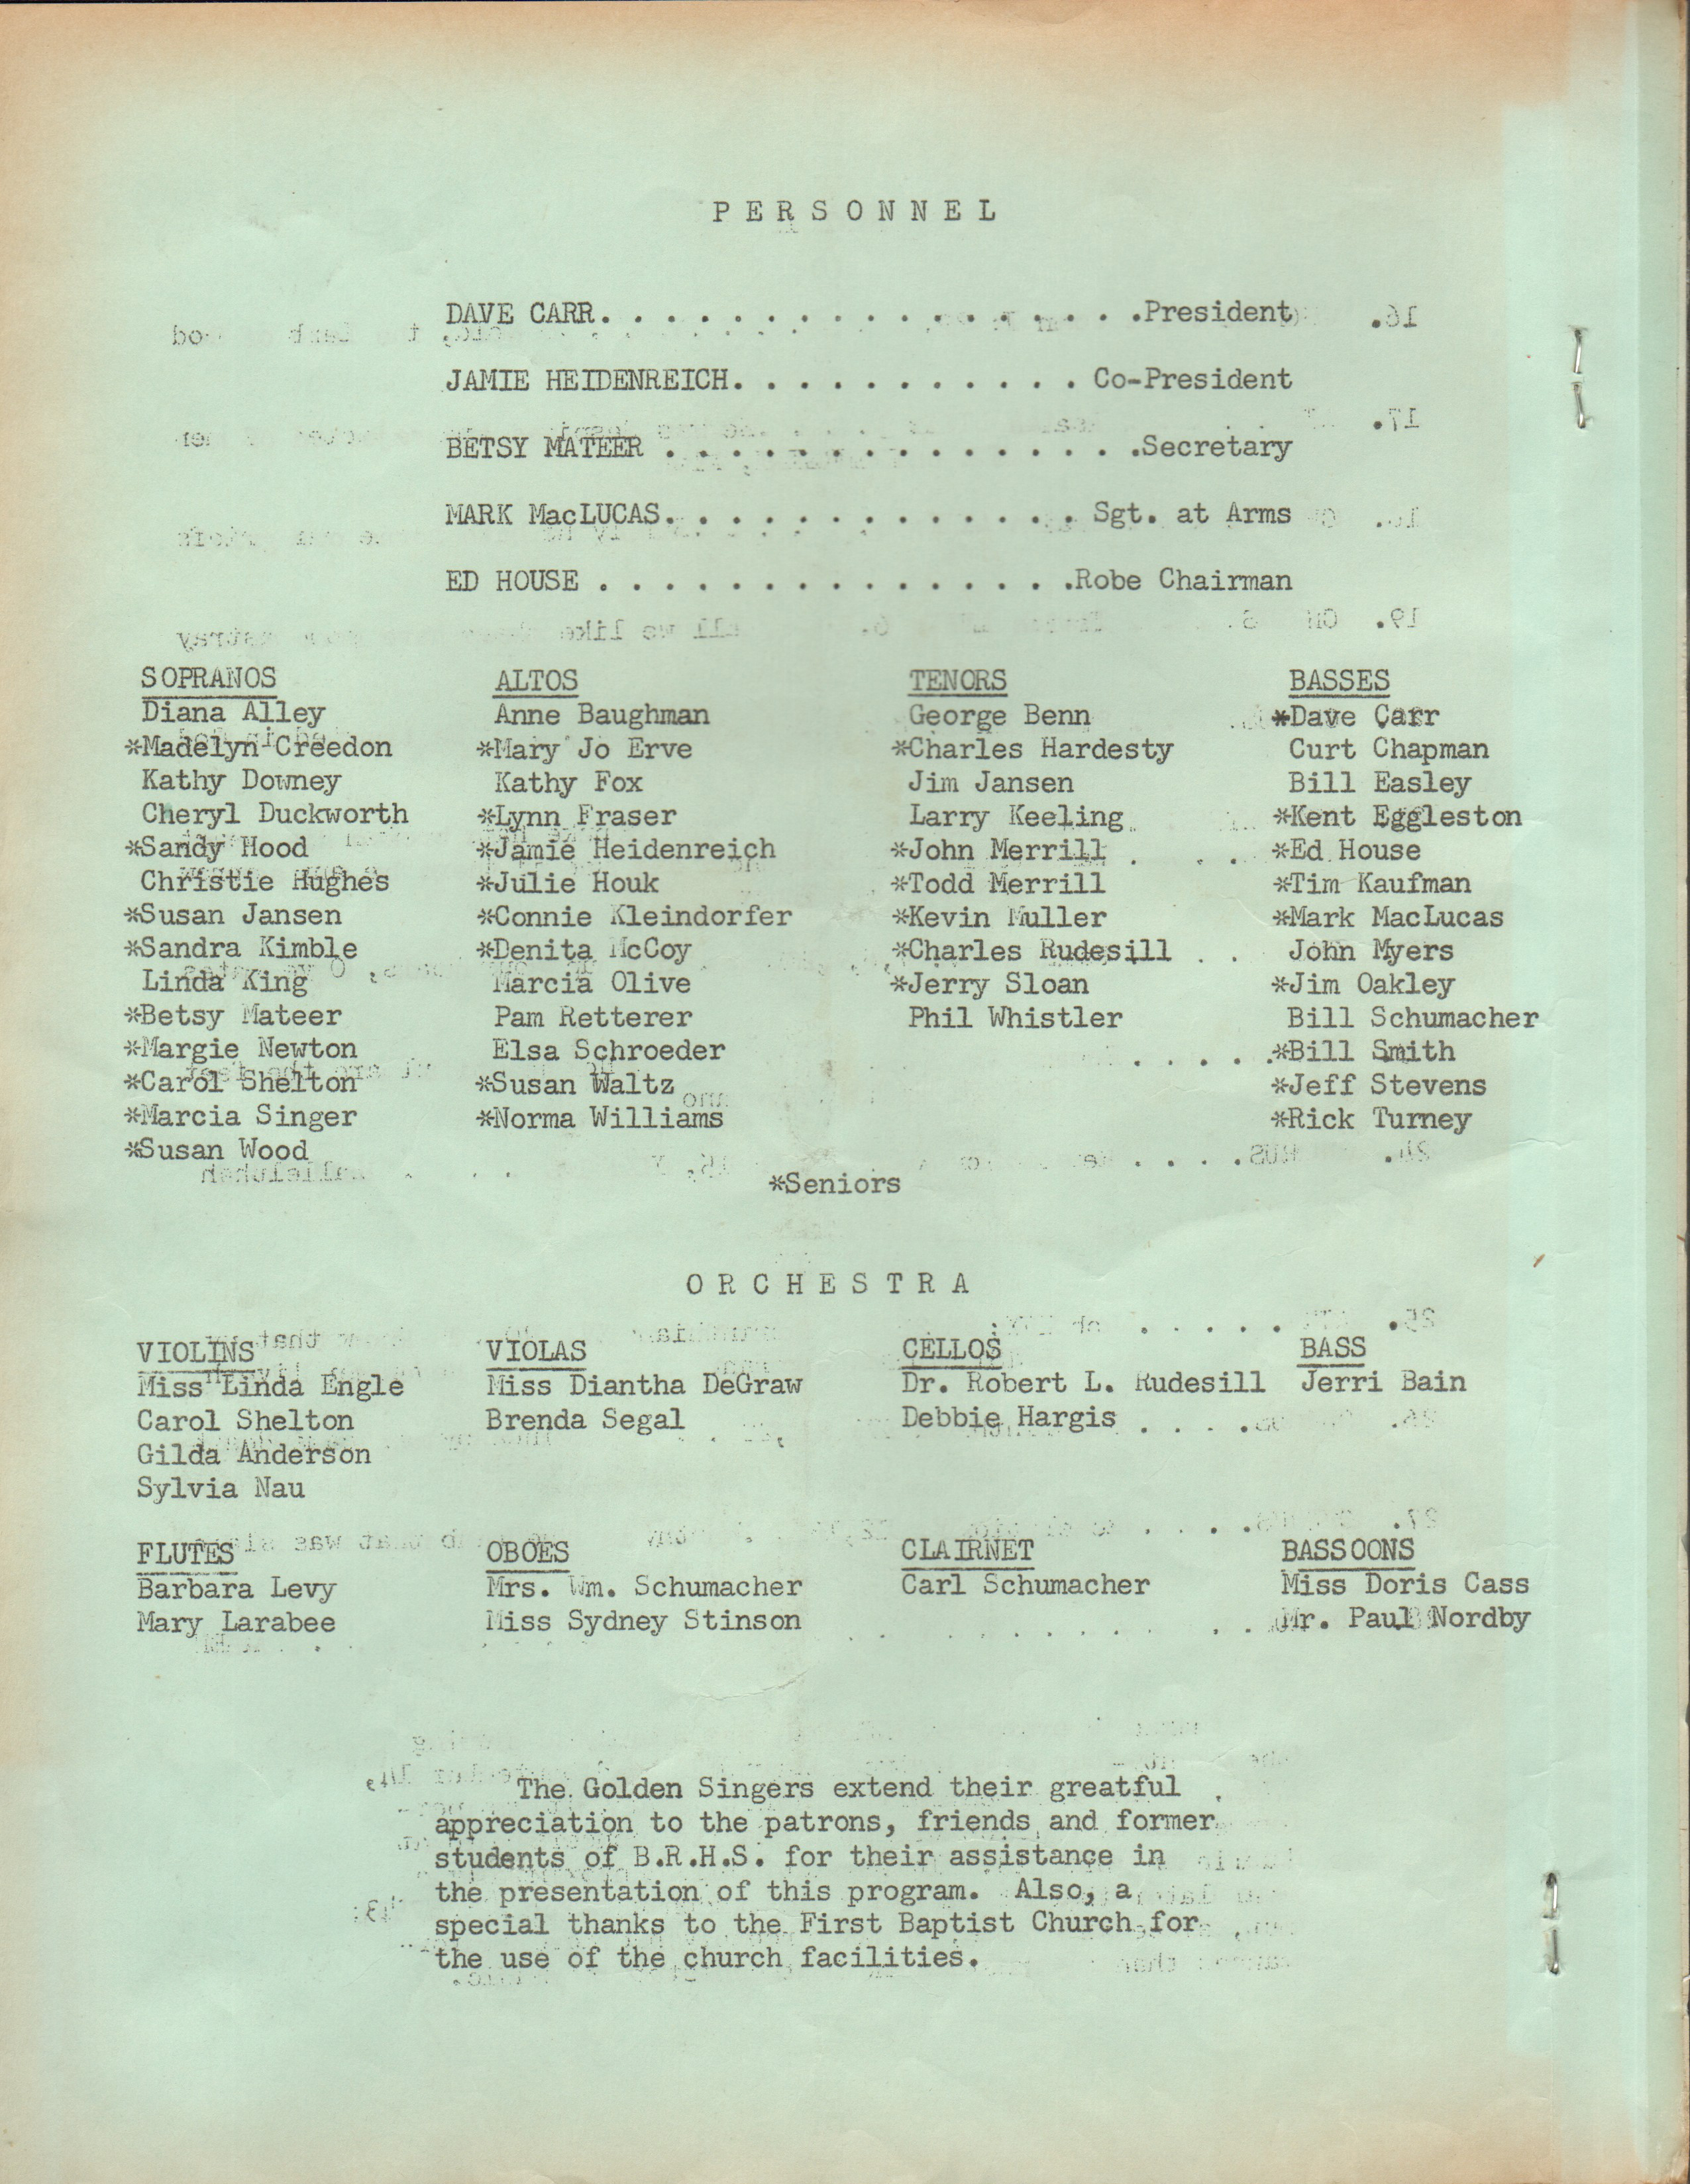 PERSONNEL
DAVE CARR. . . . . . . . . . . . . . . . .President
JAMIE HEIDENREICH. . . . . . . . . . . Co-President
BETSY MATEER . . . . . . . . . . . . . . .Secretary
MARK MacLUCAS. . . . . . . . . . . . . Sgt. at Arms
ED HOUSE . . . . . . . . . . . . . . .Robe Chairman
SOPRANOS ALTOS TENORS BASSES
Diana Alley Anne Baughman George Benn *Dave Carr
*Madelyn Creedon *Mary Jo Erve *Charles Hardesty Curt Chapman
Kathy Downey Kathy Fox Jim Jansen Bill Easley
Cheryl Duckworth *Lynn Fraser Larry Keeling *Kent Eggleston
*Sandy Hood *Jamie Heidenreich *John Merrill *Ed House
Christie Hughes *Julie Houk *Todd Merrill *Tim Kaufman
*Susan Jansen *Connie Kleindorfer *Kevin Muller *Mark MacLucas
*Sandra Kimble *Denita McCoy *Charles Rudesill John Myers
Linda King Marcia Olive *Jerry Sloan *Jim Oakley
*Betsy Mateer Pam Retterer Phil Whistler Bill Schumacher
*Margie Newton Elsa Schroeder *Bill Smith
*Carol Shelton *Susan Waltz *Jeff Stevens
*Marcia Singer *Norma Williams *Rick Turney
*Susan Wood
*Seniors
ORCHESTRA
VIOLINS VIOLAS CELLOS BASS
Miss Linda Engle Miss Diantha DeGraw Dr. Robert L. Rudesill Jerri Bain
Carol Shelton Brenda Segal Debbie Hargis
Gilda Anderson
Sylvia Nau
FLUTES OBOES CLAIRNET BASSOONS
Barbara Levy Mrs. Wm. Schumacher Carl Schumacher Miss Doris Cass
Mary Larabee Miss Sydney Stinson Mr. Paul Nordby
The Golden Singers extend their greatful
appreciation to the patrons, friends and former
students of B.R.H.S. for their assistance in
the presentation of this program. Also, a
special thanks to the First Baptist Church for
the use of the church facilities.